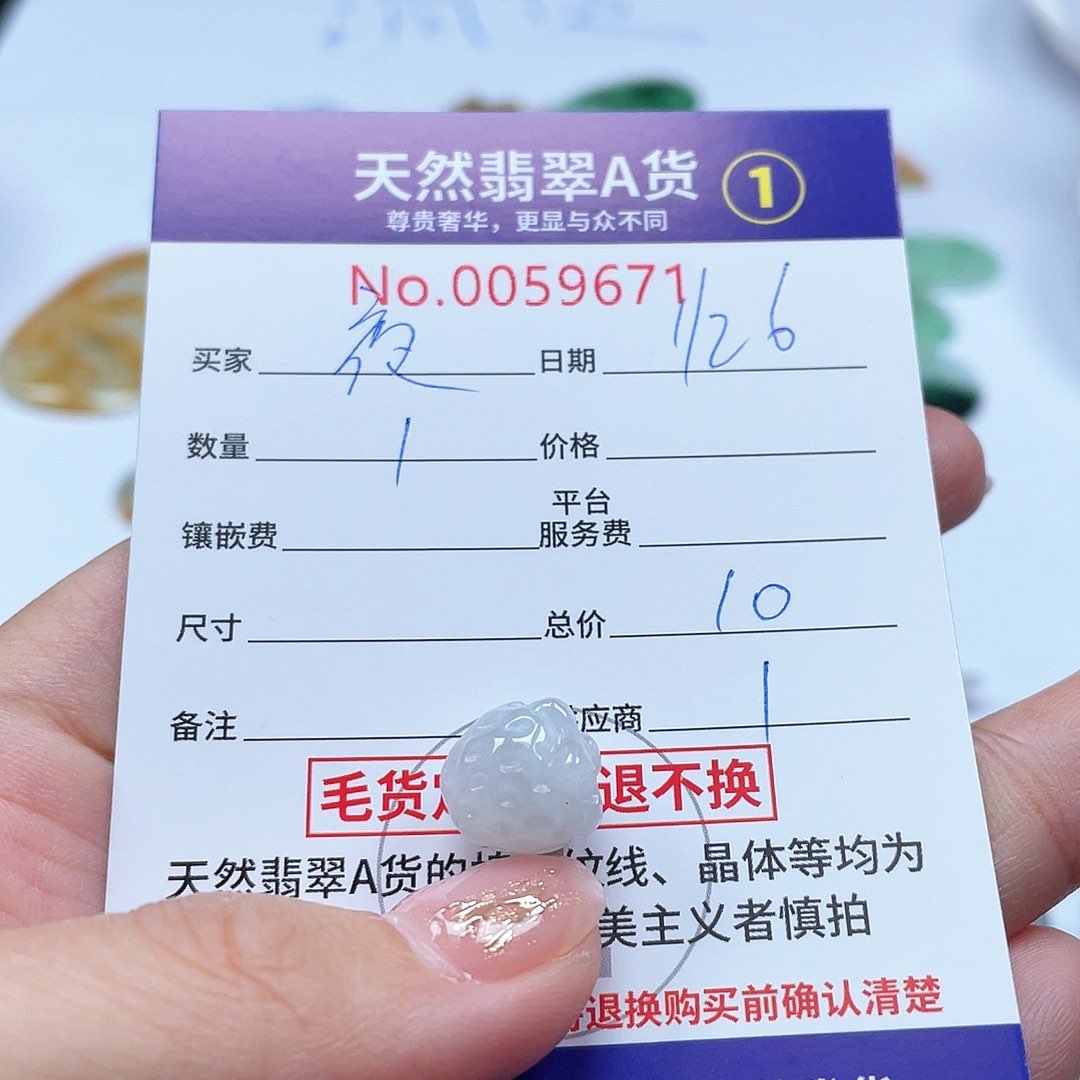 天然翡翠A货 1
尊贵奢华，更显与众不同
No.0059671
买家 夜 日期 1/26
数量 1 价格
镶嵌费 平台服务费
尺寸 总价 10
备注 应商 1
毛货 退不换
天然翡翠A货的 纹线、晶体等均为
美主义者慎拍
退换购买前确认清楚